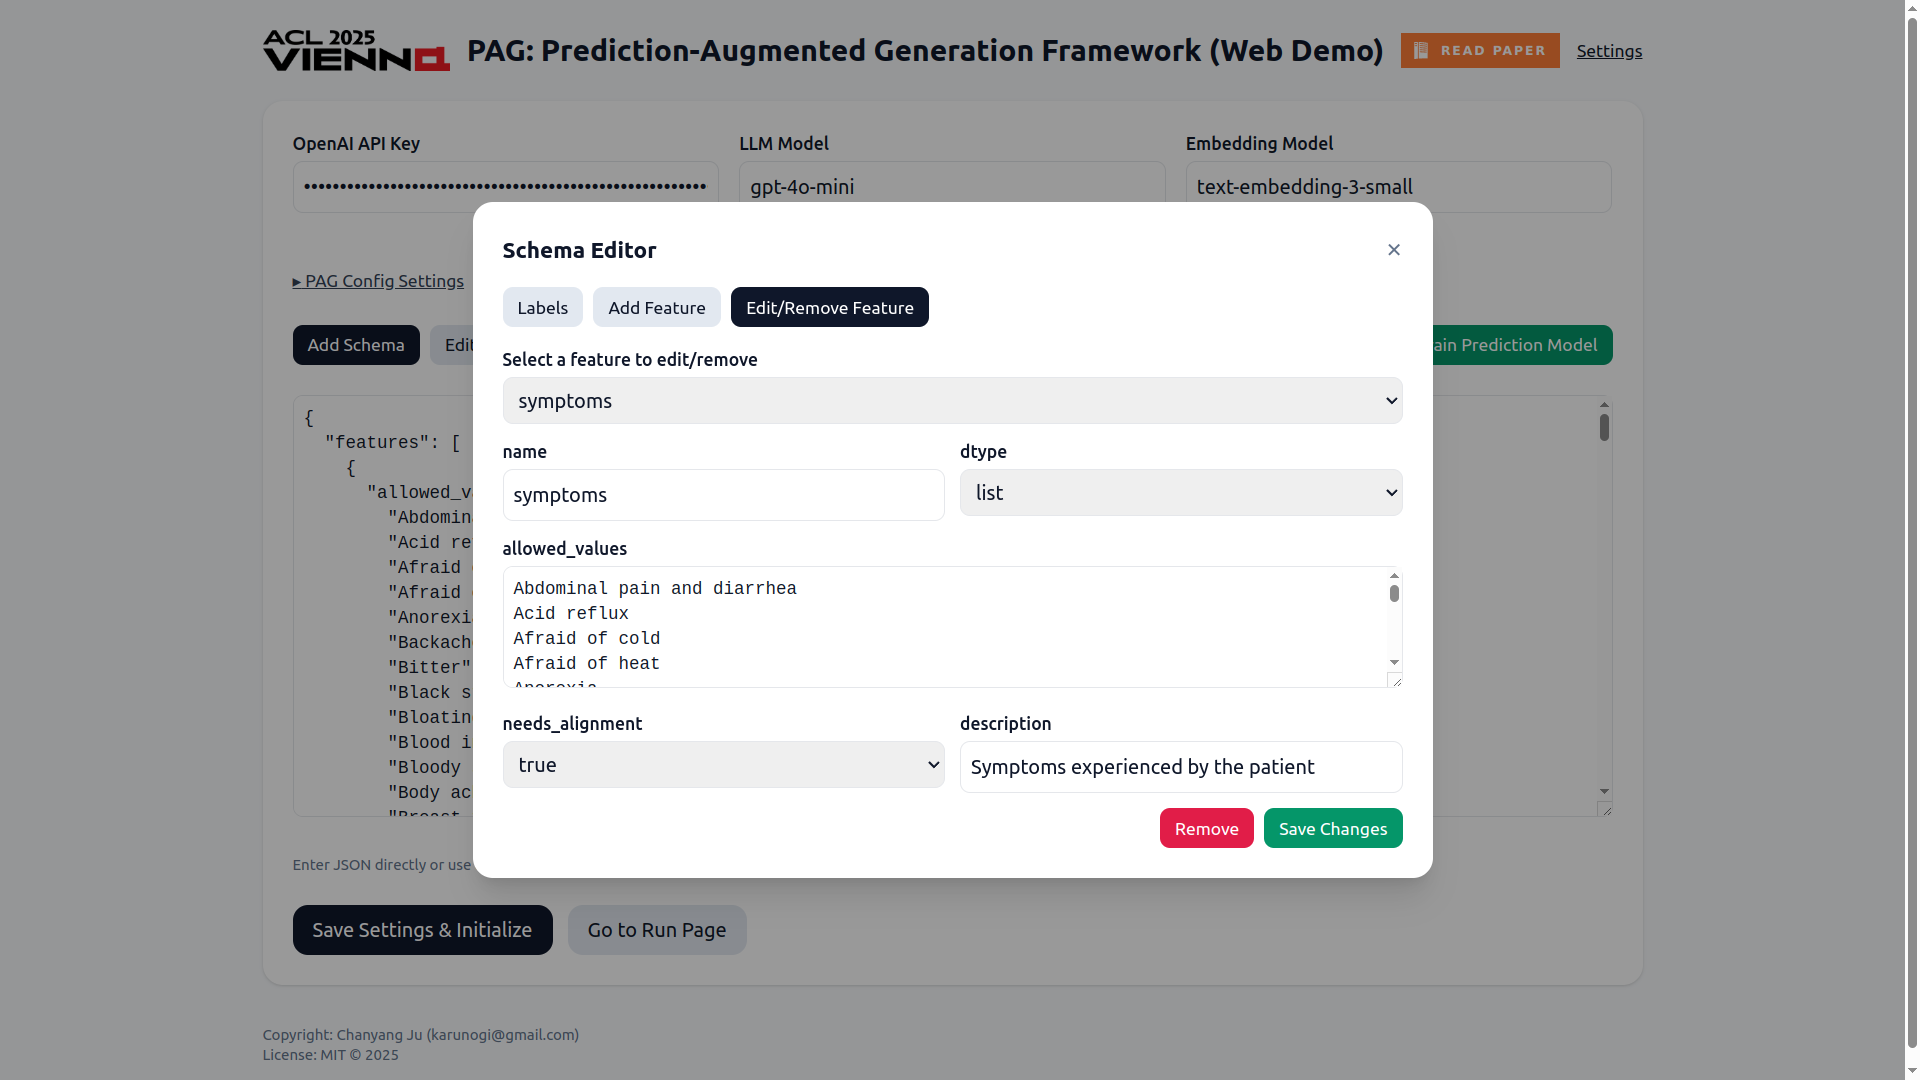 ACL 2025
VIENNA
PAG: Prediction-Augmented Generation Framework (Web Demo)
READ PAPER
Settings
OpenAI API Key
LLM Model
Embedding Model
••••••••••••••••••••••••••••••••••••••••••••••••••••••••
gpt-4o-mini
text-embedding-3-small
▸ PAG Config Settings
Add Schema
Edit
ain Prediction Model
{
"features": [
{
"allowed_v
"Abdomin
"Acid re
"Afraid
"Afraid
"Anorexi
"Backach
"Bitter"
"Black s
"Bloatin
"Blood i
"Bloody
"Body ac
"Breast
Enter JSON directly or use
Save Settings & Initialize
Go to Run Page
Schema Editor
×
Labels
Add Feature
Edit/Remove Feature
Select a feature to edit/remove
symptoms
name
dtype
symptoms
list
allowed_values
Abdominal pain and diarrhea
Acid reflux
Afraid of cold
Afraid of heat
Anorexia
needs_alignment
description
true
Symptoms experienced by the patient
Remove
Save Changes
Copyright: Chanyang Ju (karunogi@gmail.com)
License: MIT © 2025